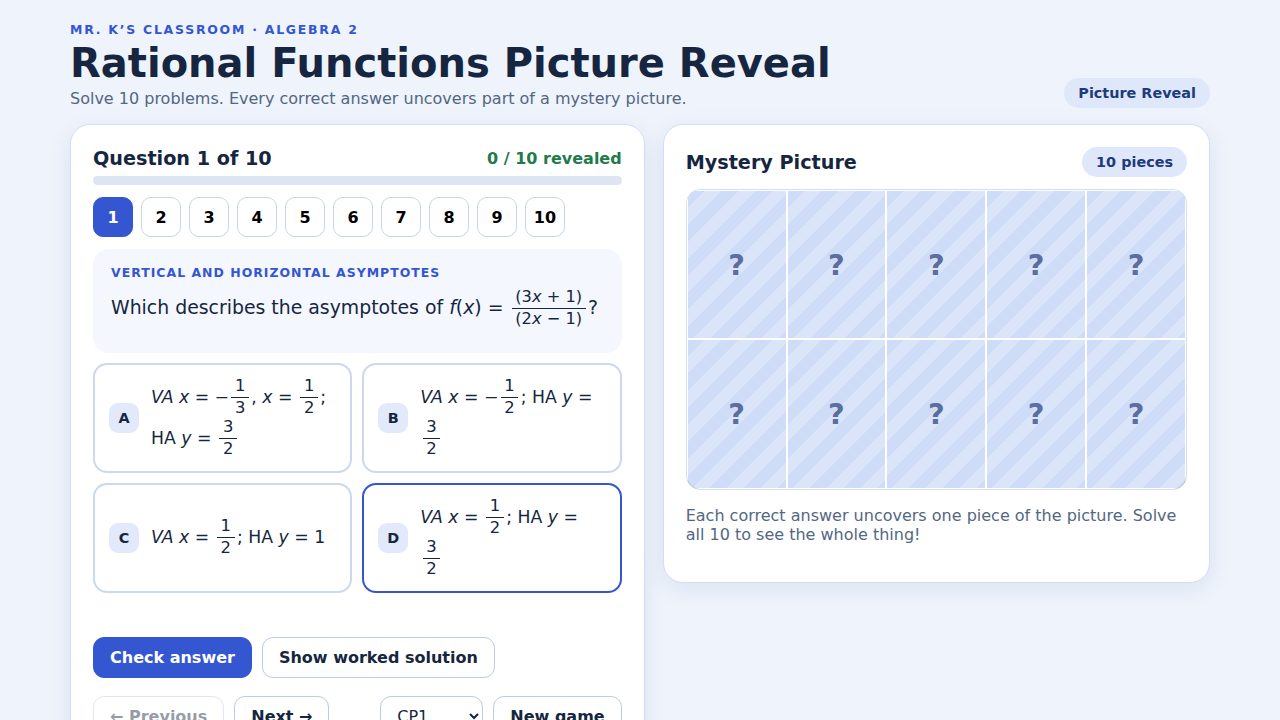 MR. K’S CLASSROOM · ALGEBRA 2
Rational Functions Picture Reveal
Solve 10 problems. Every correct answer uncovers part of a mystery picture.
Picture Reveal
Question 1 of 10
0 / 10 revealed
1 2 3 4 5 6 7 8 9 10
VERTICAL AND HORIZONTAL ASYMPTOTES
Which describes the asymptotes of f(x) = (3x + 1)/(2x − 1)?
A
VA x = −1/3, x = 1/2;
HA y = 3/2
B
VA x = −1/2; HA y =
3/2
C
VA x = 1/2; HA y = 1
D
VA x = 1/2; HA y =
3/2
Check answer
Show worked solution
← Previous
Next →
CP1
New game
Mystery Picture
10 pieces
? ? ? ? ?
? ? ? ? ?
Each correct answer uncovers one piece of the picture. Solve
all 10 to see the whole thing!